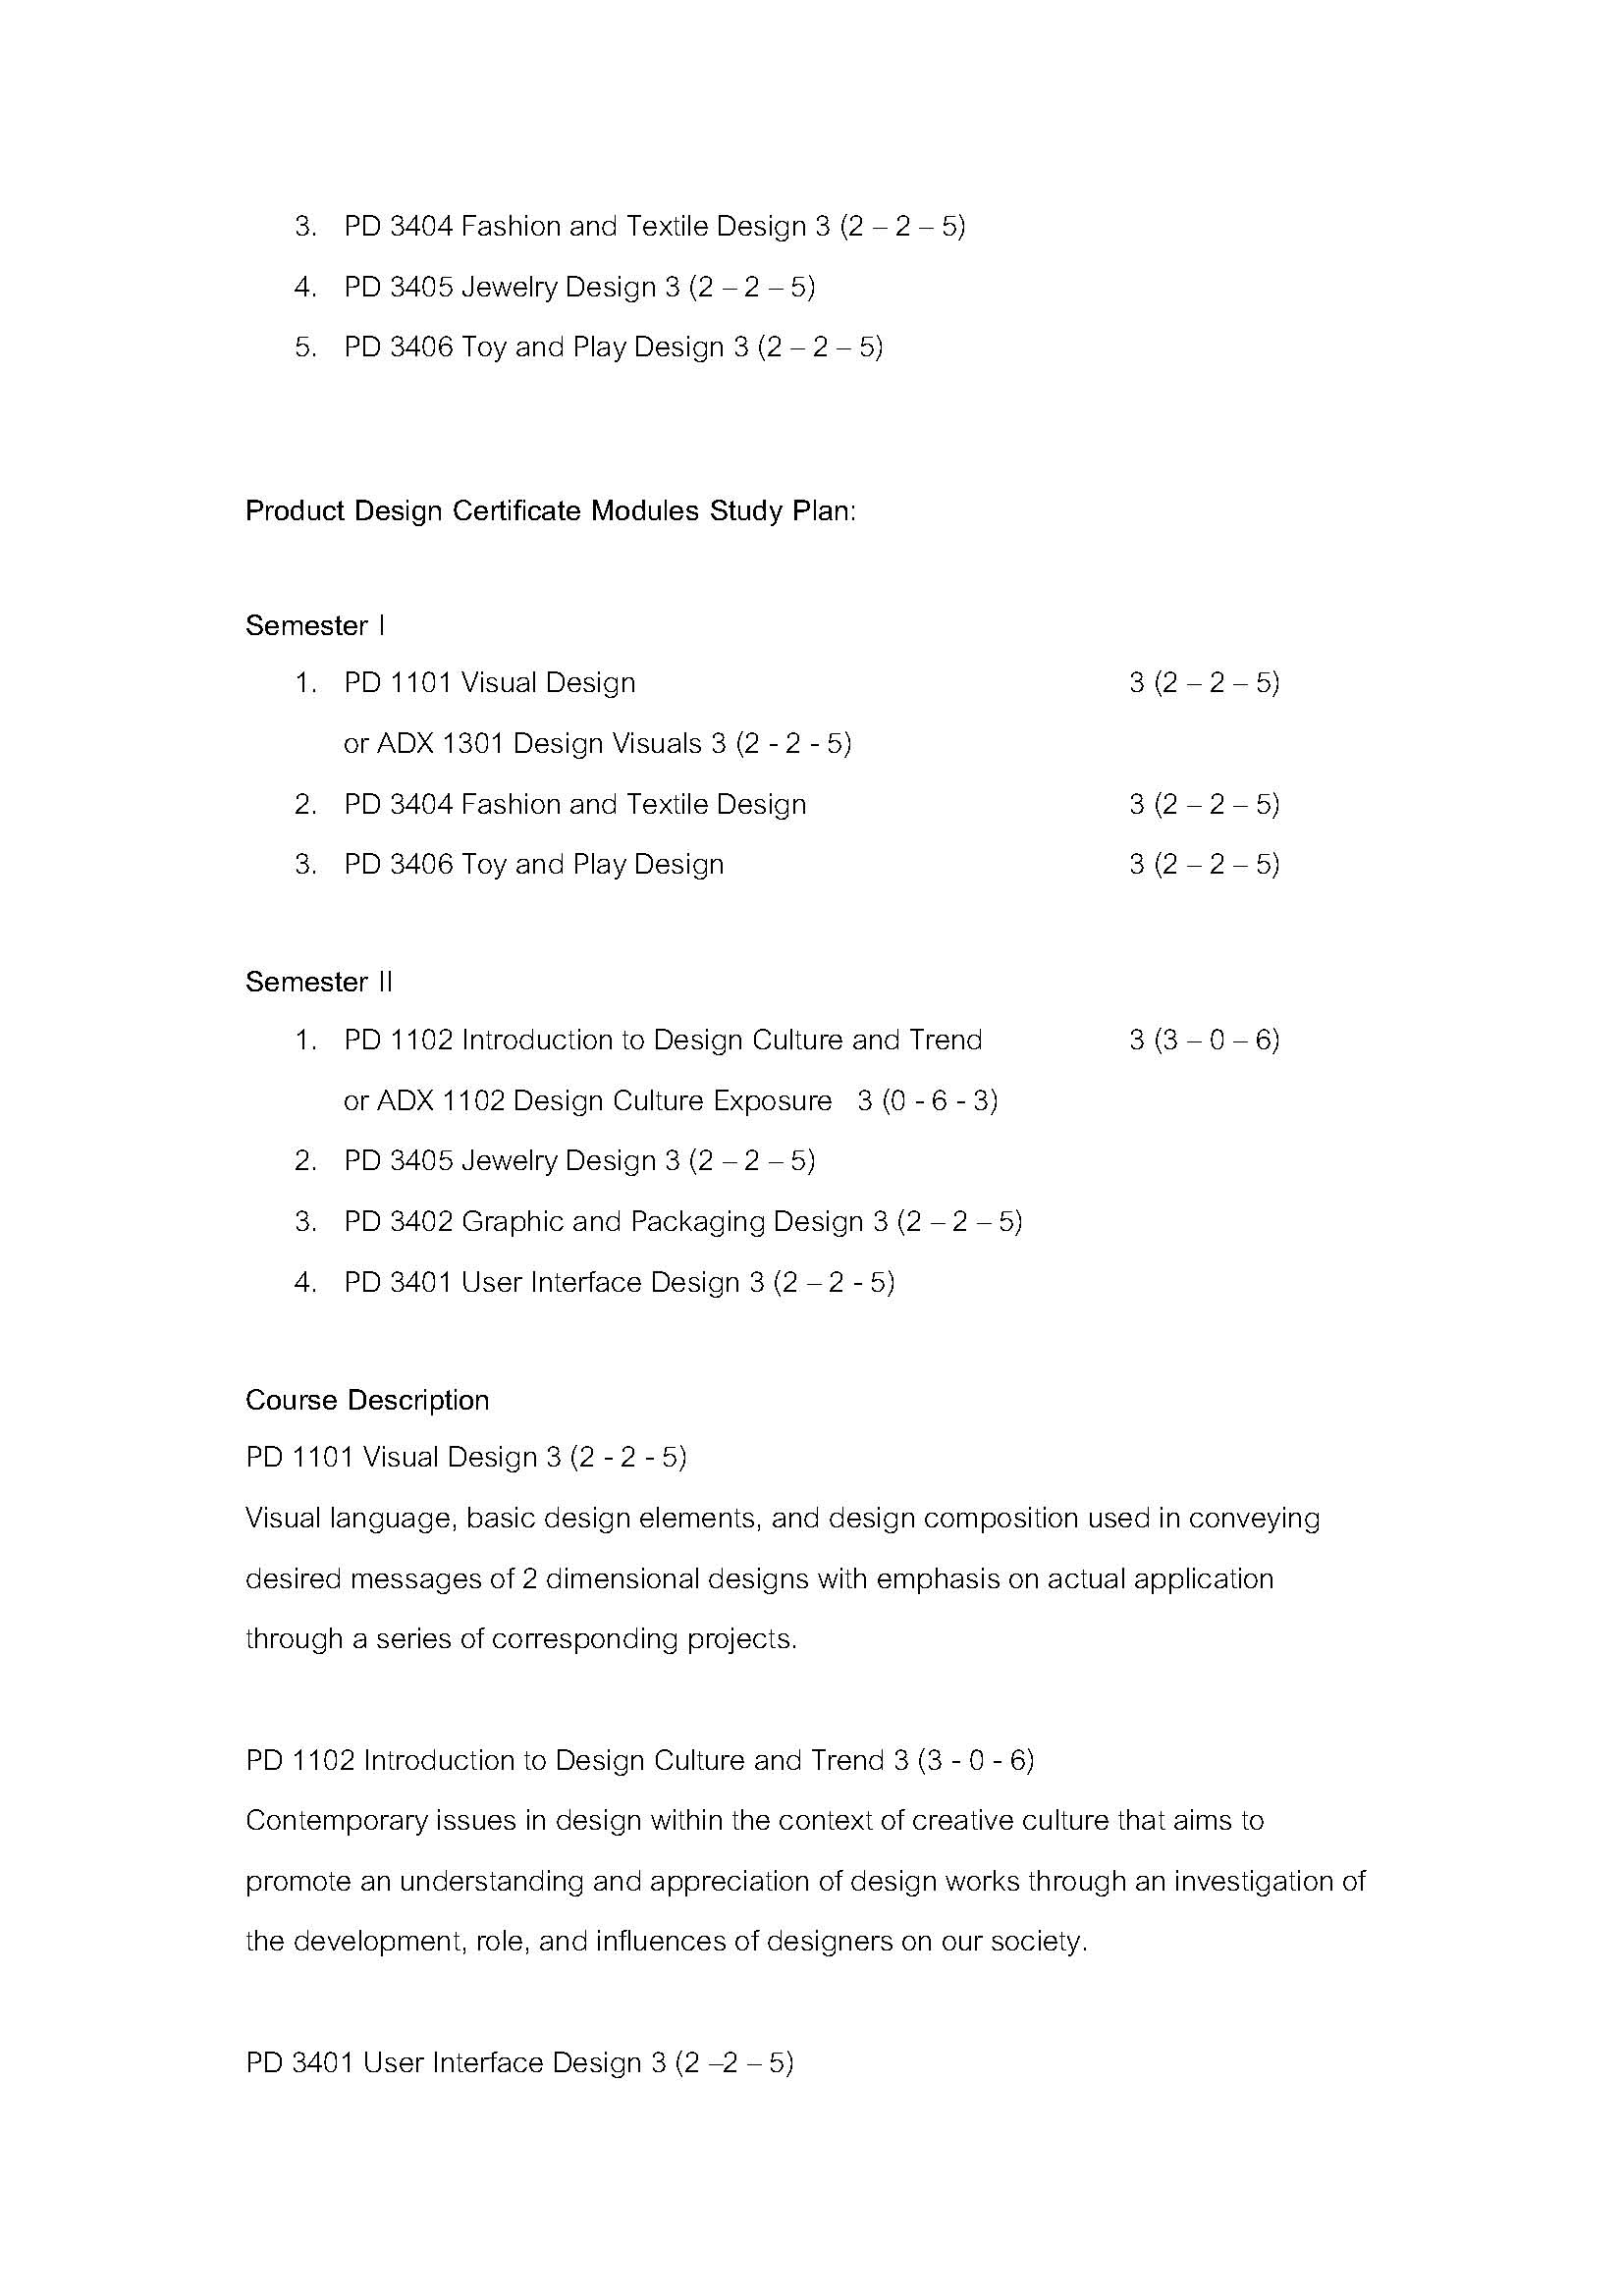 3. PD 3404 Fashion and Textile Design 3 (2 – 2 – 5)
4. PD 3405 Jewelry Design 3 (2 – 2 – 5)
5. PD 3406 Toy and Play Design 3 (2 – 2 – 5)
Product Design Certificate Modules Study Plan:
Semester I
1. PD 1101 Visual Design 3 (2 – 2 – 5)
or ADX 1301 Design Visuals 3 (2 - 2 - 5)
2. PD 3404 Fashion and Textile Design 3 (2 – 2 – 5)
3. PD 3406 Toy and Play Design 3 (2 – 2 – 5)
Semester II
1. PD 1102 Introduction to Design Culture and Trend 3 (3 – 0 – 6)
or ADX 1102 Design Culture Exposure 3 (0 - 6 - 3)
2. PD 3405 Jewelry Design 3 (2 – 2 – 5)
3. PD 3402 Graphic and Packaging Design 3 (2 – 2 – 5)
4. PD 3401 User Interface Design 3 (2 – 2 - 5)
Course Description
PD 1101 Visual Design 3 (2 - 2 - 5)
Visual language, basic design elements, and design composition used in conveying
desired messages of 2 dimensional designs with emphasis on actual application
through a series of corresponding projects.
PD 1102 Introduction to Design Culture and Trend 3 (3 - 0 - 6)
Contemporary issues in design within the context of creative culture that aims to
promote an understanding and appreciation of design works through an investigation of
the development, role, and influences of designers on our society.
PD 3401 User Interface Design 3 (2 –2 – 5)